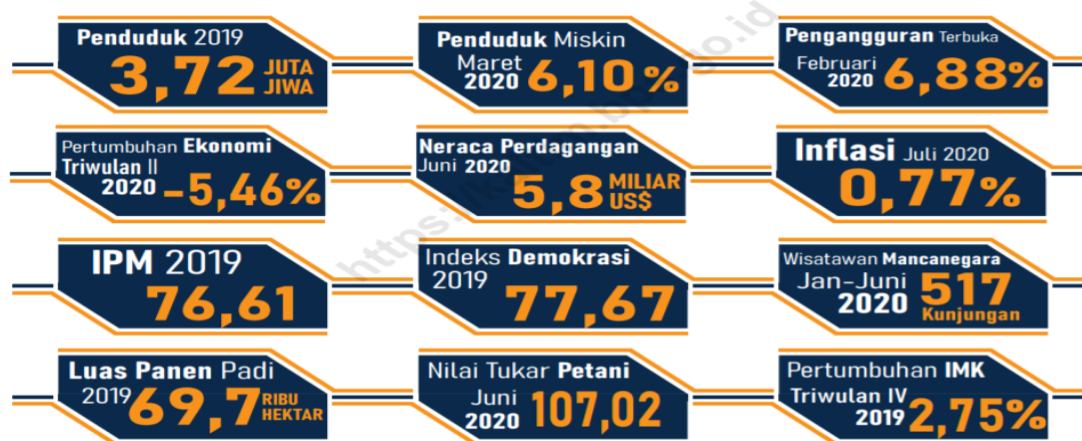 Penduduk 2019
3,72 JUTA JIWA
Penduduk Miskin
Maret 2020 6,10 %
Pengangguran Terbuka
Februari 2020 6,88%
Pertumbuhan Ekonomi
Triwulan II
2020 -5,46%
Neraca Perdagangan
Juni 2020
5,8 MILIAR US$
Inflasi Juli 2020
0,77%
IPM 2019
76,61
Indeks Demokrasi
2019
77,67
Wisatawan Mancanegara
Jan-Juni 2020 517 Kunjungan
Luas Panen Padi
2019 69,7 RIBU HEKTAR
Nilai Tukar Petani
Juni 2020 107,02
Pertumbuhan IMK
Triwulan IV
2019 2,75%